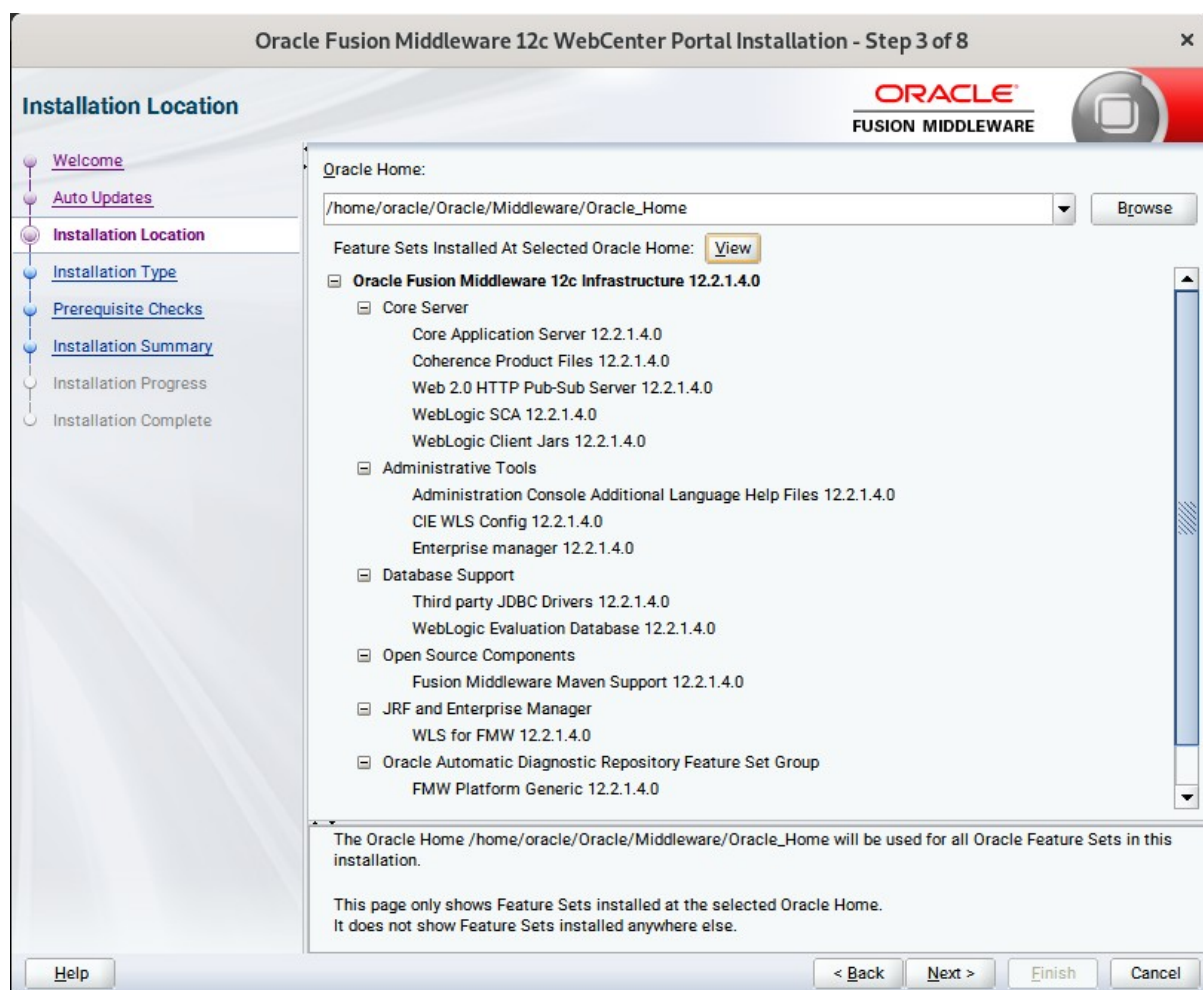 Oracle Fusion Middleware 12c WebCenter Portal Installation - Step 3 of 8
Installation Location
ORACLE
FUSION MIDDLEWARE
Welcome
Auto Updates
Installation Location
Installation Type
Prerequisite Checks
Installation Summary
Installation Progress
Installation Complete
Oracle Home:
/home/oracle/Oracle/Middleware/Oracle_Home
Browse
Feature Sets Installed At Selected Oracle Home: View
Oracle Fusion Middleware 12c Infrastructure 12.2.1.4.0
Core Server
Core Application Server 12.2.1.4.0
Coherence Product Files 12.2.1.4.0
Web 2.0 HTTP Pub-Sub Server 12.2.1.4.0
WebLogic SCA 12.2.1.4.0
WebLogic Client Jars 12.2.1.4.0
Administrative Tools
Administration Console Additional Language Help Files 12.2.1.4.0
CIE WLS Config 12.2.1.4.0
Enterprise manager 12.2.1.4.0
Database Support
Third party JDBC Drivers 12.2.1.4.0
WebLogic Evaluation Database 12.2.1.4.0
Open Source Components
Fusion Middleware Maven Support 12.2.1.4.0
JRF and Enterprise Manager
WLS for FMW 12.2.1.4.0
Oracle Automatic Diagnostic Repository Feature Set Group
FMW Platform Generic 12.2.1.4.0
The Oracle Home /home/oracle/Oracle/Middleware/Oracle_Home will be used for all Oracle Feature Sets in this
installation.
This page only shows Feature Sets installed at the selected Oracle Home.
It does not show Feature Sets installed anywhere else.
Help
< Back
Next >
Finish
Cancel